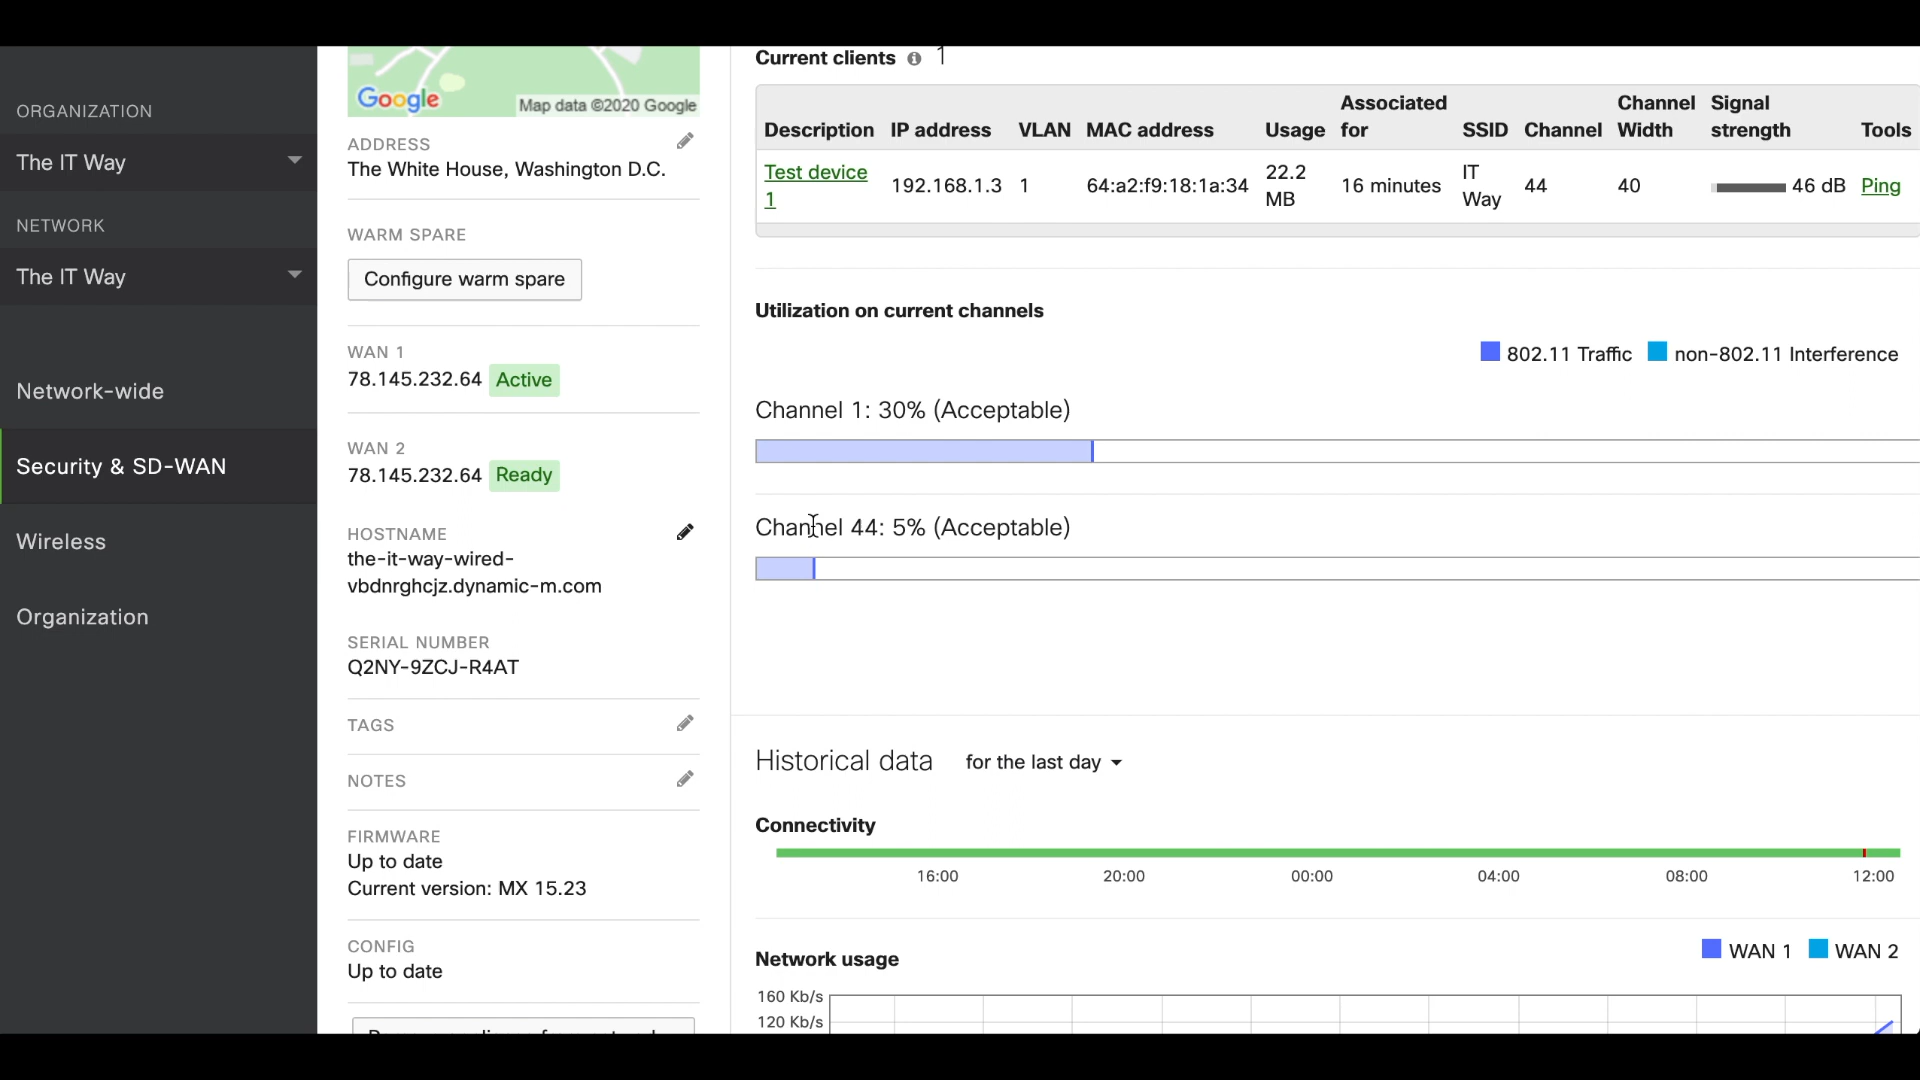 ORGANIZATION
The IT Way
NETWORK
The IT Way
Network-wide
Security & SD-WAN
Wireless
Organization
Google
Map data ©2020 Google
ADDRESS
The White House, Washington D.C.
WARM SPARE
Configure warm spare
WAN 1
78.145.232.64 Active
WAN 2
78.145.232.64 Ready
HOSTNAME
the-it-way-wired-
vbdnrghcjz.dynamic-m.com
SERIAL NUMBER
Q2NY-9ZCJ-R4AT
TAGS
NOTES
FIRMWARE
Up to date
Current version: MX 15.23
CONFIG
Up to date
Current clients i 1
Associated Channel Signal
Description IP address VLAN MAC address Usage for SSID Channel Width strength Tools
Test device 22.2 IT
192.168.1.3 1 64:a2:f9:18:1a:34 16 minutes 44 40 46 dB Ping
1 MB Way
Utilization on current channels
802.11 Traffic non-802.11 Interference
Channel 1: 30% (Acceptable)
Channel 44: 5% (Acceptable)
Historical data for the last day
Connectivity
16:00 20:00 00:00 04:00 08:00 12:00
Network usage WAN 1 WAN 2
160 Kb/s
120 Kb/s